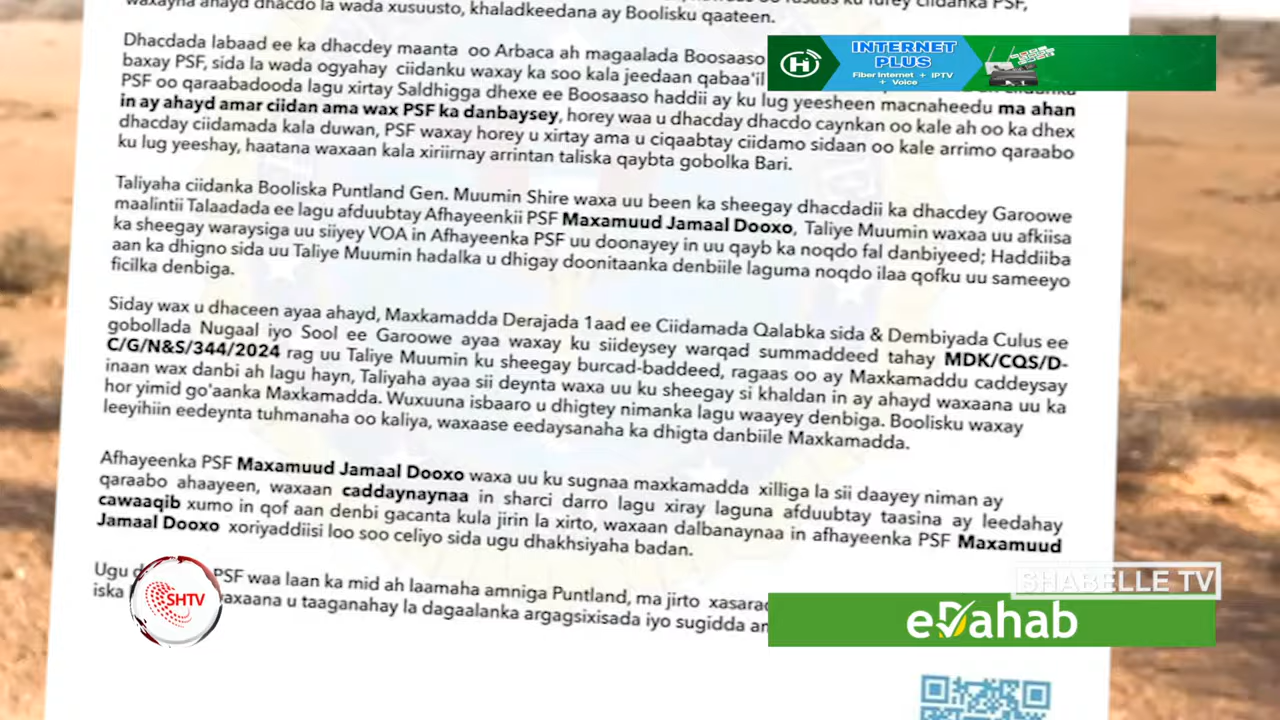 waxayna ahayd dhacdo la wada xusuusto, khaladkeedana ay Boolisku qaateen.
Dhacdada labaad ee ka dhacdey maanta oo Arbaca ah magaalada Boosaaso
baxay PSF, sida la wada ogyahay ciidanku waxay ka soo kala jeedaan qabaa'il
PSF oo qaraabadooda lagu xirtay Saldhigga dhexe ee Boosaaso haddii ay ku lug yeesheen macnaheedu ma ahan
in ay ahayd amar ciidan ama wax PSF ka danbaysey, horey waa u dhacday dhacdo caynkan oo kale ah oo ka dhex
dhacday ciidamada kala duwan, PSF waxay horey u xirtay ama u ciqaabtay ciidamo sidaan oo kale arrimo qaraabo
ku lug yeeshay, haatana waxaan kala xiriirnay arrintan taliska qaybta gobolka Bari.
Taliyaha ciidanka Booliska Puntland Gen. Muumin Shire waxa uu been ka sheegay dhacdadii ka dhacdey Garoowe
maalintii Talaadada ee lagu afduubtay Afhayeenkii PSF Maxamuud Jamaal Dooxo, Taliye Muumin waxaa uu afkiisa
ka sheegay waraysiga uu siiyey VOA in Afhayeenka PSF uu doonayey in uu qayb ka noqdo fal danbiyeed; Haddiiba
aan ka dhigno sida uu Taliye Muumin hadalka u dhigay doonitaanka denbiile laguma noqdo ilaa qofku uu sameeyo
ficilka denbiga.
Siday wax u dhaceen ayaa ahayd, Maxkamadda Derajada 1aad ee Ciidamada Qalabka sida & Dembiyada Culus ee
gobollada Nugaal iyo Sool ee Garoowe ayaa waxay ku siideysey warqad summaddeed tahay MDK/CQS/D-
C/G/N&S/344/2024 rag uu Taliye Muumin ku sheegay burcad-baddeed, ragaas oo ay Maxkamaddu caddeysay
inaan wax danbi ah lagu hayn, Taliyaha ayaa sii deynta waxa uu ku sheegay si khaldan in ay ahayd waxaana uu ka
hor yimid go'aanka Maxkamadda. Wuxuuna isbaaro u dhigtey nimanka lagu waayey denbiga. Boolisku waxay
leeyihiin eedeynta tuhmanaha oo kaliya, waxaase eedaysanaha ka dhigta danbiile Maxkamadda.
Afhayeenka PSF Maxamuud Jamaal Dooxo waxa uu ku sugnaa maxkamadda xilliga la sii daayey niman ay
qaraabo ahaayeen, waxaan caddaynaynaa in sharci darro lagu xiray laguna afduubtay taasina ay leedahay
cawaaqib xumo in qof aan denbi gacanta kula jirin la xirto, waxaan dalbanaynaa in afhayeenka PSF Maxamuud
Jamaal Dooxo xoriyaddiisi loo soo celiyo sida ugu dhakhsiyaha badan.
Ugu PSF waa laan ka mid ah laamaha amniga Puntland, ma jirto
iska waxaana u taaganahay la dagaalanka argagsixisada iyo sugidda
INTERNET
PLUS
Fiber Internet + IPTV
+ Voice
SHTV
SHABELLE TV
eDahab